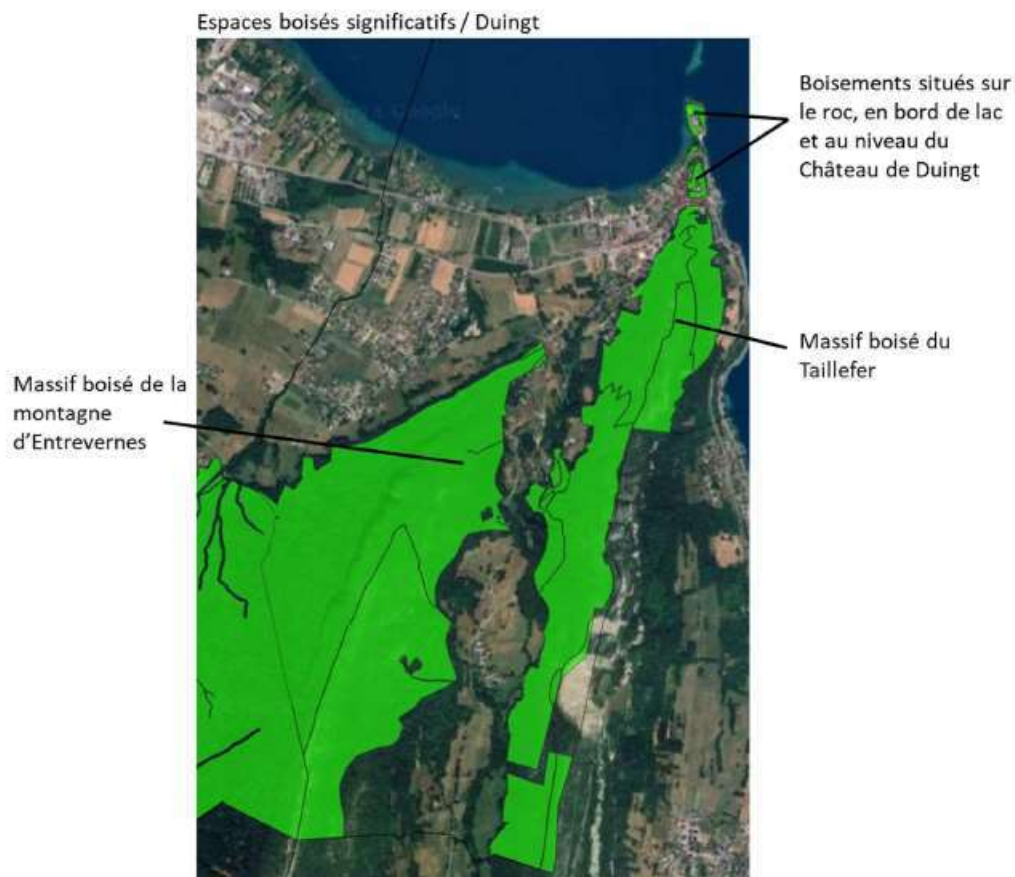 Espaces boisés significatifs / Duingt
Boisements situés sur
le roc, en bord de lac
et au niveau du
Château de Duingt
Massif boisé du
Taillefer
Massif boisé de la
montagne
d'Entrevernes